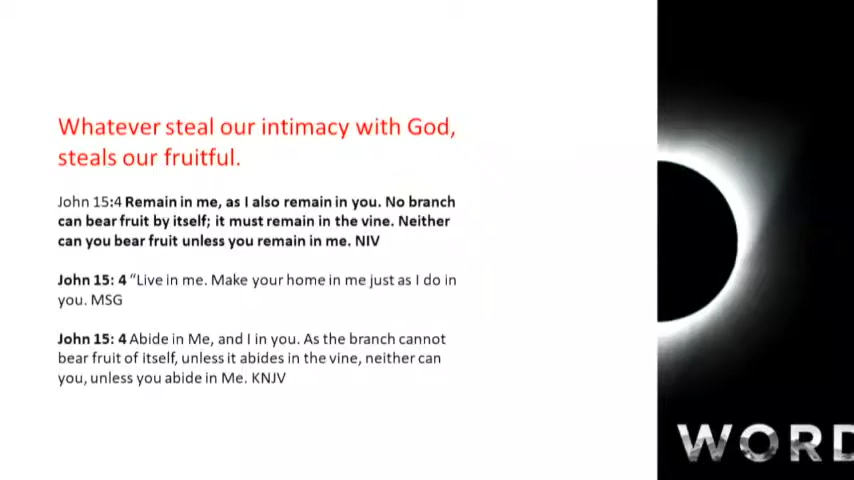 Whatever steal our intimacy with God,
steals our fruitful.
John 15:4 Remain in me, as I also remain in you. No branch
can bear fruit by itself; it must remain in the vine. Neither
can you bear fruit unless you remain in me. NIV
John 15: 4 “Live in me. Make your home in me just as I do in
you. MSG
John 15: 4 Abide in Me, and I in you. As the branch cannot
bear fruit of itself, unless it abides in the vine, neither can
you, unless you abide in Me. KNJV
WORD